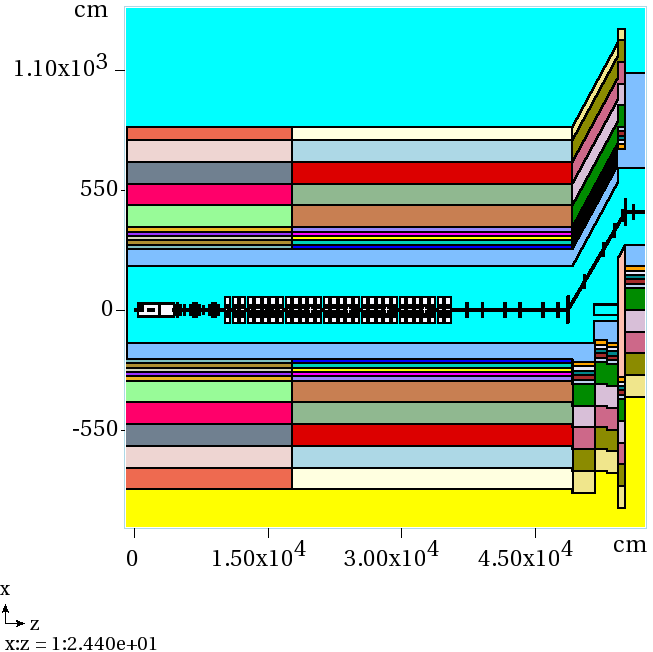 cm
1.10x10³
550
0
-550
0 1.50x10⁴ 3.00x10⁴ 4.50x10⁴ cm
x
z
x:z = 1:2.440e+01